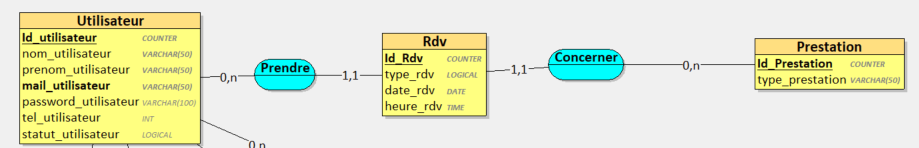 Utilisateur
Id_utilisateur COUNTER
nom_utilisateur VARCHAR(50)
prenom_utilisateur VARCHAR(50)
mail_utilisateur VARCHAR(50)
password_utilisateur VARCHAR(100)
tel_utilisateur INT
statut_utilisateur LOGICAL
0,n
Prendre
1,1
Rdv
Id_Rdv COUNTER
type_rdv LOGICAL
date_rdv DATE
heure_rdv TIME
1,1
Concerner
0,n
Prestation
Id_Prestation COUNTER
type_prestation VARCHAR(50)
0,n